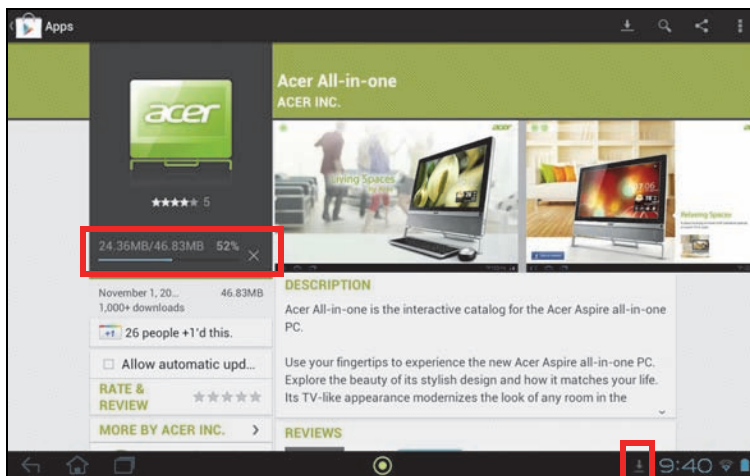 Apps
acer
Acer All-in-one
ACER INC.
5
24.36MB/46.83MB 52%
November 1, 20... 46.83MB
1,000+ downloads
+1 26 people +1'd this.
Allow automatic upd...
RATE &
REVIEW
MORE BY ACER INC.
acer
Living Spaces
by Acer
Relaxing Spaces
DESCRIPTION
Acer All-in-one is the interactive catalog for the Acer Aspire all-in-one
PC.
Use your fingertips to experience the new Acer Aspire all-in-one PC.
Explore the beauty of its stylish design and how it matches your life.
Its TV-like appearance modernizes the look of any room in the
REVIEWS
9:40